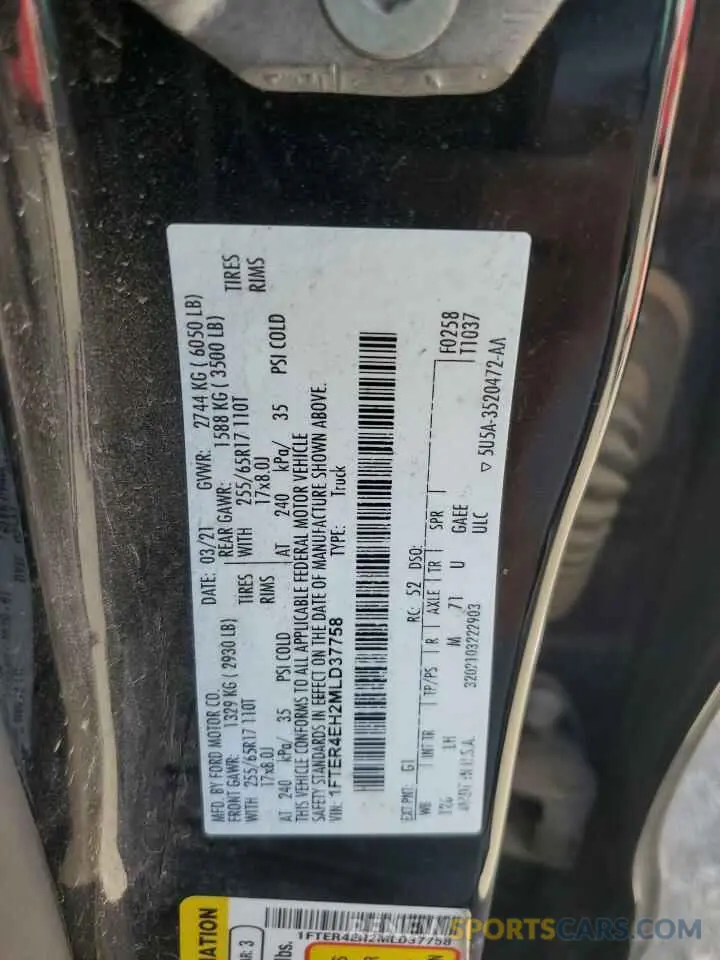 MFD. BY FORD MOTOR CO.
DATE: 03/21 GVWR: 2744 KG ( 6050 LB)
FRONT GAWR: 1329 KG ( 2930 LB)
REAR GAWR: 1588 KG ( 3500 LB)
WITH 255/65R17 110T TIRES
WITH 255/65R17 110T TIRES
17x8.0J RIMS
17x8.0J RIMS
AT 240 kPa/ 35 PSI COLD
AT 240 kPa/ 35 PSI COLD
THIS VEHICLE CONFORMS TO ALL APPLICABLE FEDERAL MOTOR VEHICLE
SAFETY STANDARDS IN EFFECT ON THE DATE OF MANUFACTURE SHOWN ABOVE.
VIN: 1FTER4EH2MLD37758 TYPE: Truck
EXT PNT: G1 RC: 52 DSO: F0258
T1037
WB INT TR TP/PS R AXLE TR SPR
126 LH M 71 U GAEE
ULC
3202103222903
5U5A-3520472-AA
1FTER4EH2MLD37758
lbs.
SPORTSCARS.COM